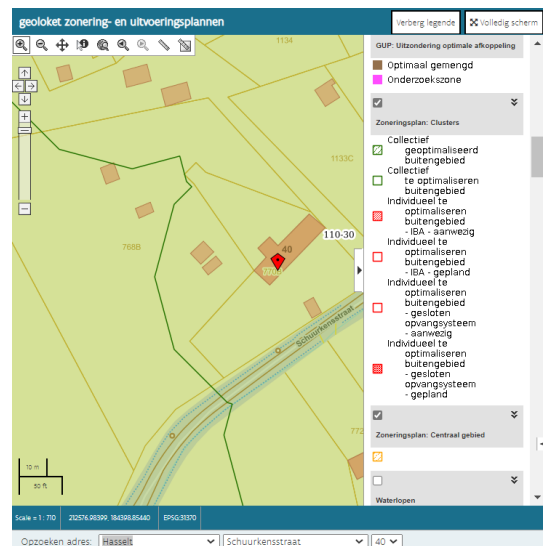 geoloket zonering- en uitvoeringsplannen
Verberg legende
Volledig scherm
1134
1133C
768B
110-30
40
Schuurkensstraat
772
10 m
50 ft
GUP: Uitzondering optimale afkoppeling
Optimaal gemengd
Onderzoekszone
Zoneringsplan: Clusters
Collectief
geoptimaliseerd
buitengebied
Collectief
te optimaliseren
buitengebied
Individueel te
optimaliseren
buitengebied
- IBA - aanwezig
Individueel te
optimaliseren
buitengebied
- IBA - gepland
Individueel te
optimaliseren
buitengebied
- gesloten
opvangsysteem
- aanwezig
Individueel te
optimaliseren
buitengebied
- gesloten
opvangsysteem
- gepland
Zoneringsplan: Centraal gebied
Waterlopen
Scale = 1 : 710
212576.98399, 184398.85440
EPSG:31370
Opzoeken adres:
Hasselt
Schuurkensstraat
40